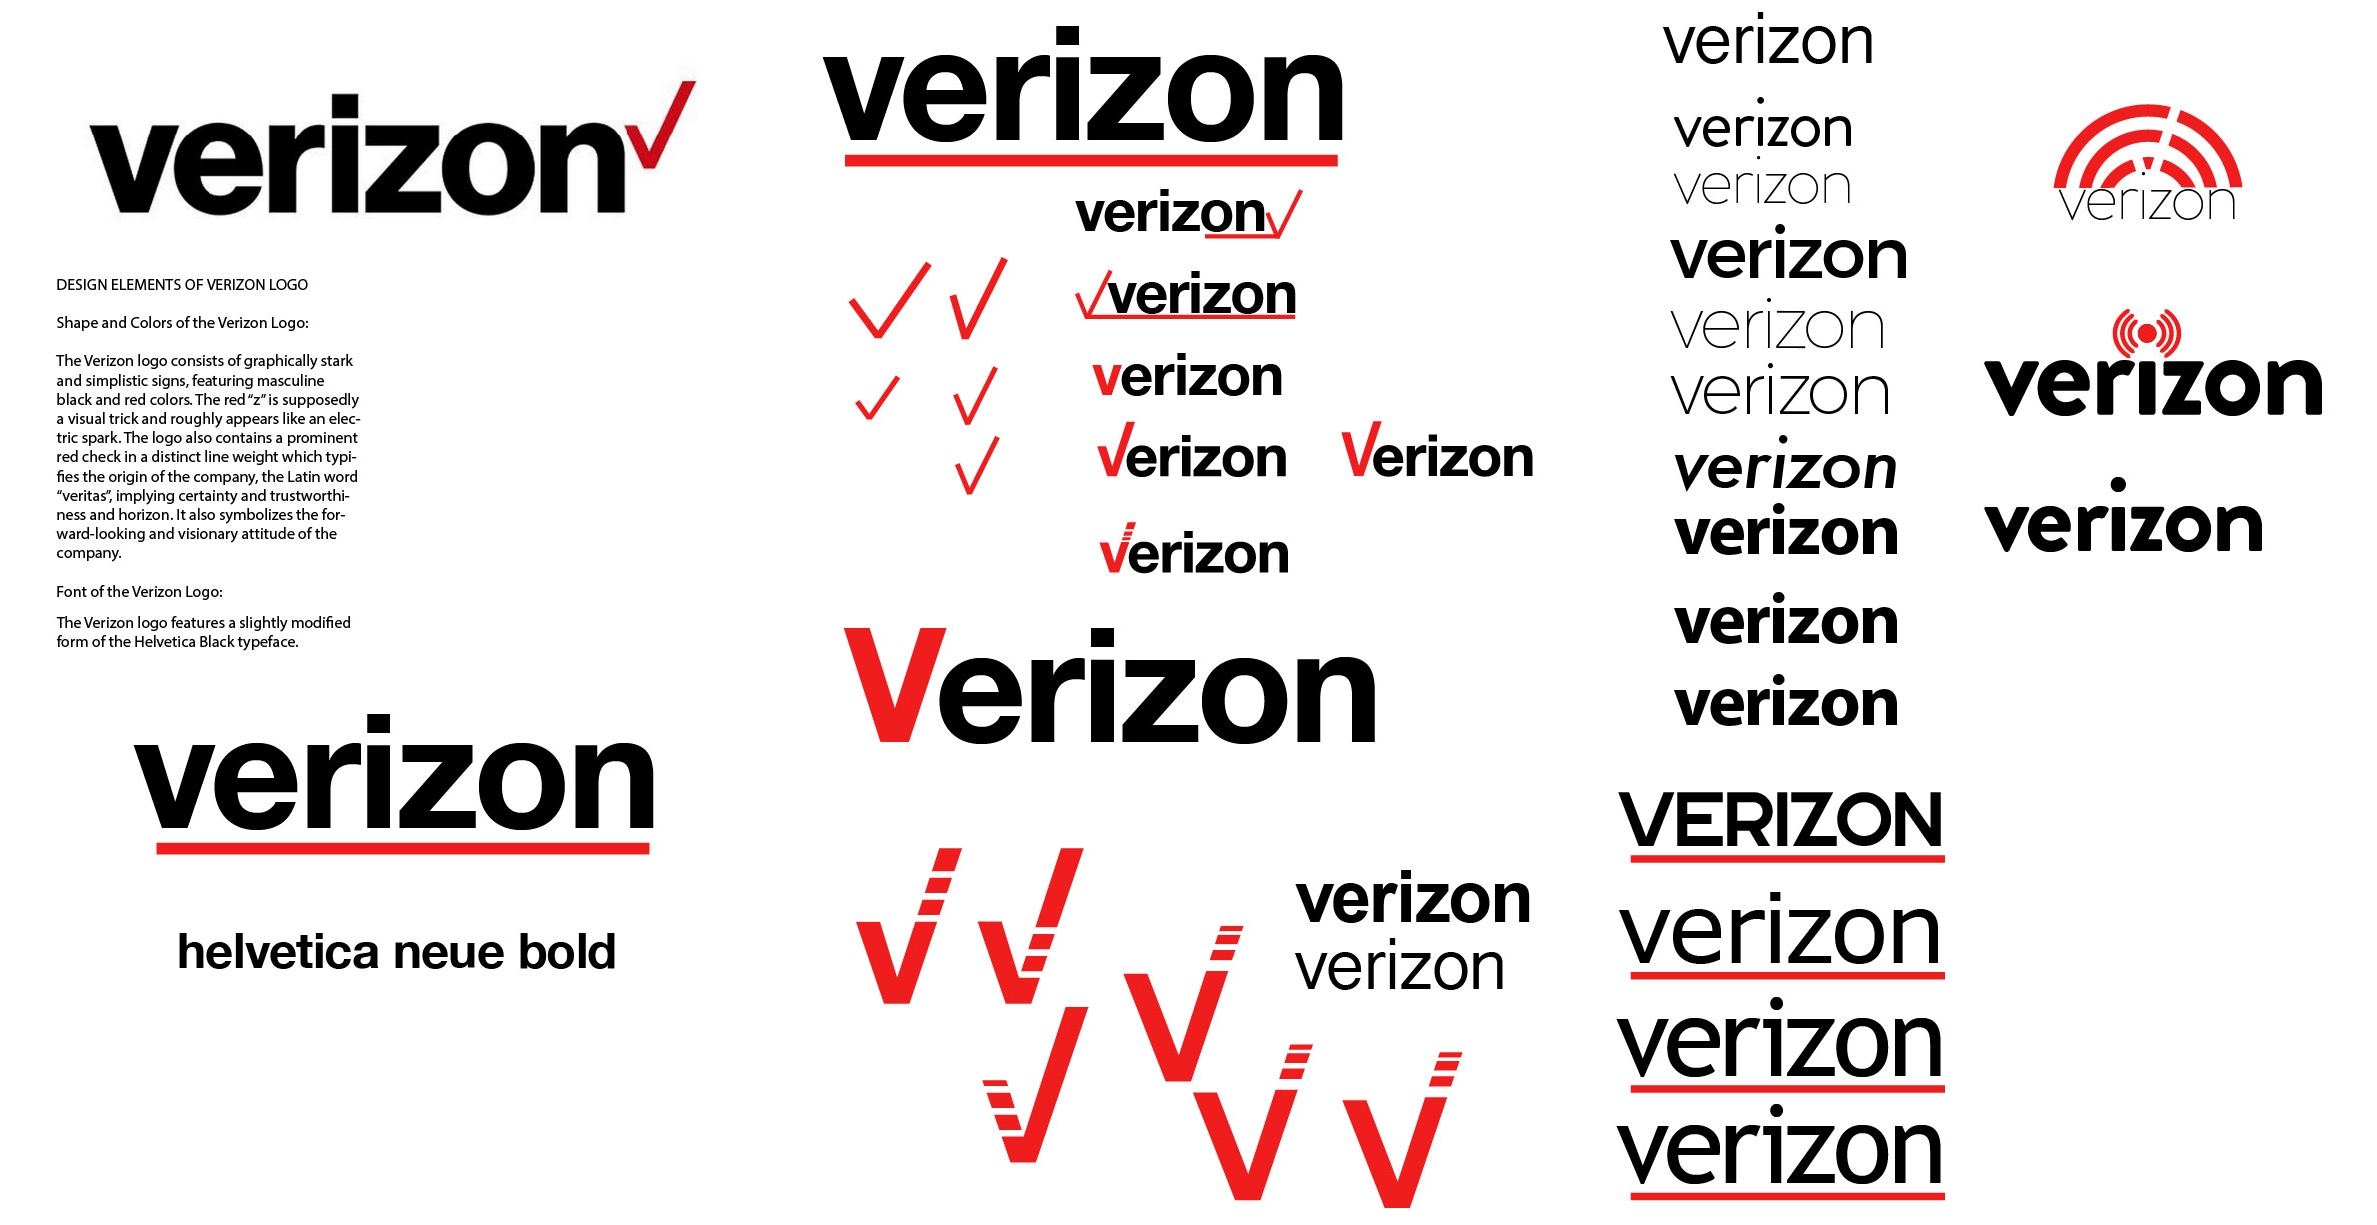 verizon
DESIGN ELEMENTS OF VERIZON LOGO
Shape and Colors of the Verizon Logo:
The Verizon logo consists of graphically stark
and simplistic signs, featuring masculine
black and red colors. The red “z” is supposedly
a visual trick and roughly appears like an elec-
tric spark. The logo also contains a prominent
red check in a distinct line weight which typi-
fies the origin of the company, the Latin word
“veritas”, implying certainty and trustworthi-
ness and horizon. It also symbolizes the for-
ward-looking and visionary attitude of the
company.
Font of the Verizon Logo:
The Verizon logo features a slightly modified
form of the Helvetica Black typeface.
verizon
helvetica neue bold
verizon
verizon
verizon
verizon
verizon
Verizon
verizon
Verizon
verizon
verizon
verizon
verizon
verizon
verizon
verizon
verizon
verizon
verizon
verizon
verizon
VERIZON
verizon
verizon
verizon
verizon
verizon
verizon